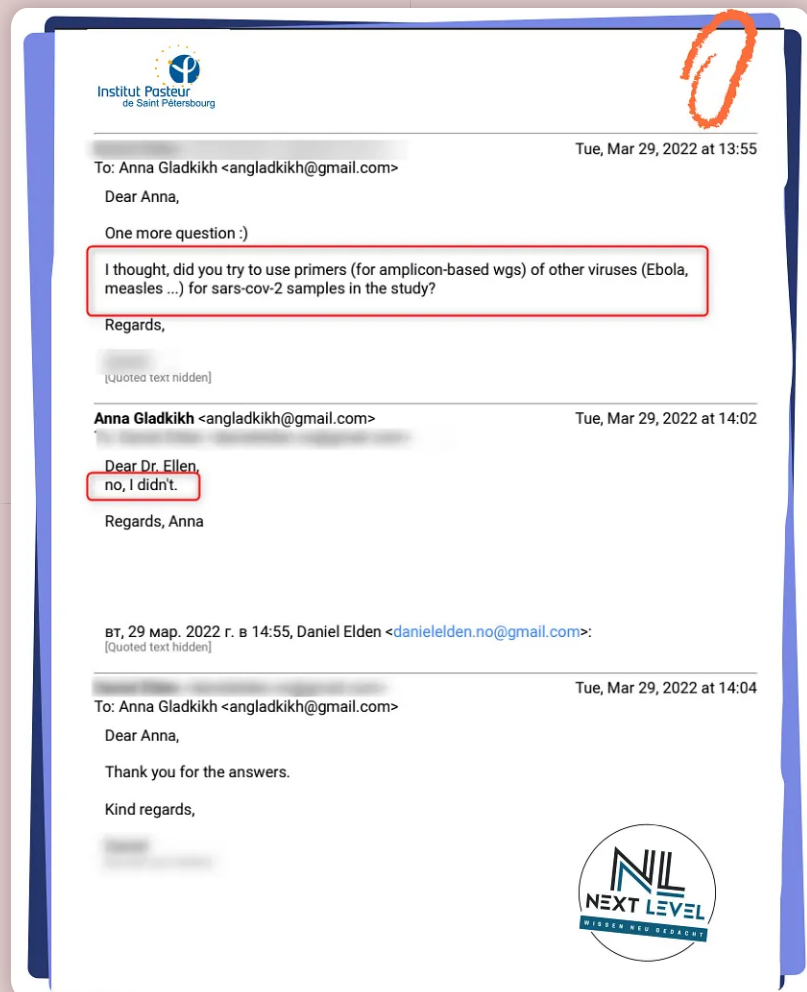 Institut Pasteur
de Saint Pétersbourg
Tue, Mar 29, 2022 at 13:55
To: Anna Gladkikh <angladkikh@gmail.com>
Dear Anna,
One more question :)
I thought, did you try to use primers (for amplicon-based wgs) of other viruses (Ebola,
measles ...) for sars-cov-2 samples in the study?
Regards,
[Quoted text hidden]
Anna Gladkikh <angladkikh@gmail.com> Tue, Mar 29, 2022 at 14:02
Dear Dr. Ellen,
no, I didn't.
Regards, Anna
вт, 29 мар. 2022 г. в 14:55, Daniel Elden <danielelden.no@gmail.com>:
[Quoted text hidden]
Tue, Mar 29, 2022 at 14:04
To: Anna Gladkikh <angladkikh@gmail.com>
Dear Anna,
Thank you for the answers.
Kind regards,
NL
NEXT LEVEL
WISSEN NEU GEDACHT